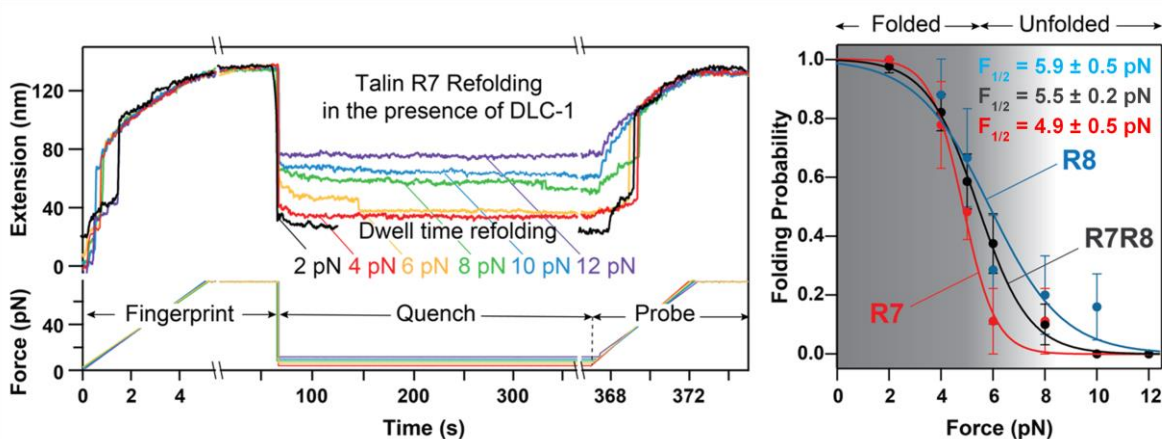 Extension (nm)
120
80
40
0
Talin R7 Refolding
in the presence of DLC-1
Dwell time refolding
2 pN 4 pN 6 pN 8 pN 10 pN 12 pN
Force (pN)
40
0
Fingerprint
Quench
Probe
0 2 4 100 200 300 368 372
Time (s)
Folded Unfolded
Folding Probability
1.0
0.8
0.6
0.4
0.2
0.0
F1/2 = 5.9 ± 0.5 pN
F1/2 = 5.5 ± 0.2 pN
F1/2 = 4.9 ± 0.5 pN
R8
R7R8
R7
0 2 4 6 8 10 12
Force (pN)